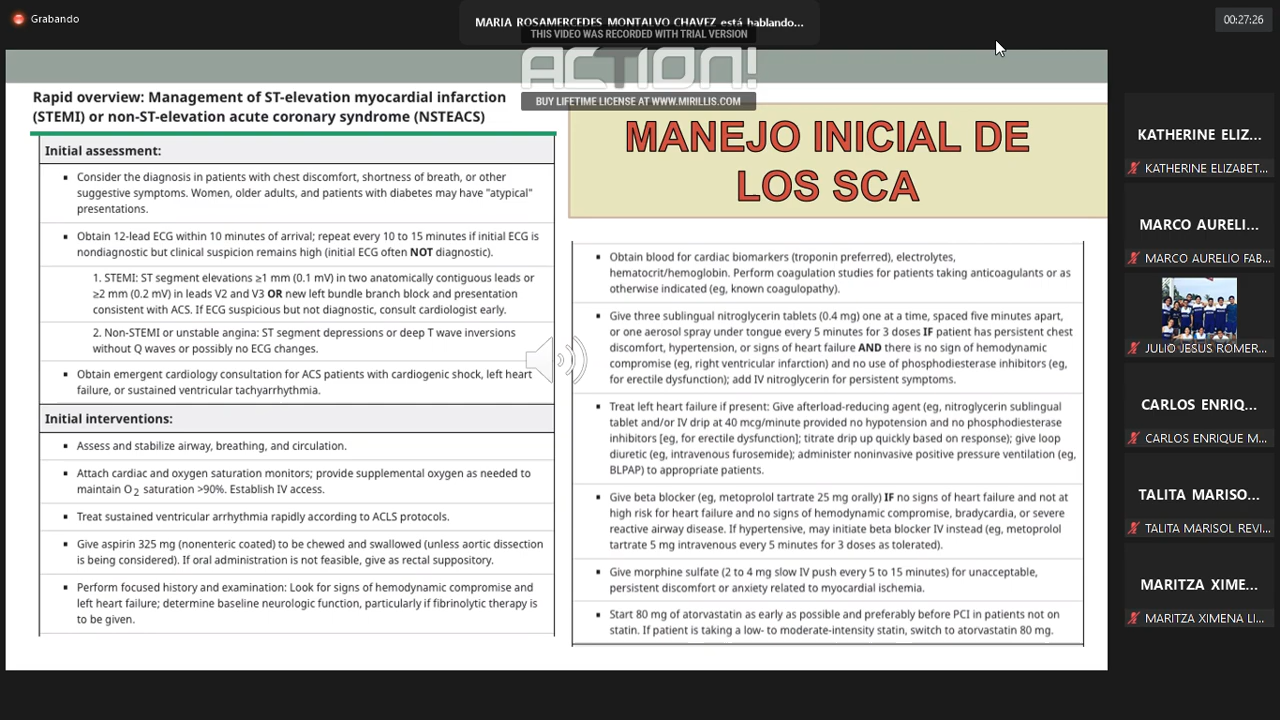 Grabando
MARIA ROSAMERCEDES MONTALVO CHAVEZ está hablando...
00:27:26
THIS VIDEO WAS RECORDED WITH TRIAL VERSION
ACTION!
BUY LIFETIME LICENSE AT WWW.MIRILLIS.COM
Rapid overview: Management of ST-elevation myocardial infarction
(STEMI) or non-ST-elevation acute coronary syndrome (NSTEACS)
Initial assessment:
▪ Consider the diagnosis in patients with chest discomfort, shortness of breath, or other
suggestive symptoms. Women, older adults, and patients with diabetes may have "atypical"
presentations.
▪ Obtain 12-lead ECG within 10 minutes of arrival; repeat every 10 to 15 minutes if initial ECG is
nondiagnostic but clinical suspicion remains high (initial ECG often NOT diagnostic).
1. STEMI: ST segment elevations ≥1 mm (0.1 mV) in two anatomically contiguous leads or
≥2 mm (0.2 mV) in leads V2 and V3 OR new left bundle branch block and presentation
consistent with ACS. If ECG suspicious but not diagnostic, consult cardiologist early.
2. Non-STEMI or unstable angina: ST segment depressions or deep T wave inversions
without Q waves or possibly no ECG changes.
▪ Obtain emergent cardiology consultation for ACS patients with cardiogenic shock, left heart
failure, or sustained ventricular tachyarrhythmia.
Initial interventions:
▪ Assess and stabilize airway, breathing, and circulation.
▪ Attach cardiac and oxygen saturation monitors; provide supplemental oxygen as needed to
maintain O2 saturation >90%. Establish IV access.
▪ Treat sustained ventricular arrhythmia rapidly according to ACLS protocols.
▪ Give aspirin 325 mg (nonenteric coated) to be chewed and swallowed (unless aortic dissection
is being considered). If oral administration is not feasible, give as rectal suppository.
▪ Perform focused history and examination: Look for signs of hemodynamic compromise and
left heart failure; determine baseline neurologic function, particularly if fibrinolytic therapy is
to be given.
MANEJO INICIAL DE
LOS SCA
▪ Obtain blood for cardiac biomarkers (troponin preferred), electrolytes,
hematocrit/hemoglobin. Perform coagulation studies for patients taking anticoagulants or as
otherwise indicated (eg, known coagulopathy).
▪ Give three sublingual nitroglycerin tablets (0.4 mg) one at a time, spaced five minutes apart,
or one aerosol spray under tongue every 5 minutes for 3 doses IF patient has persistent chest
discomfort, hypertension, or signs of heart failure AND there is no sign of hemodynamic
compromise (eg, right ventricular infarction) and no use of phosphodiesterase inhibitors (eg,
for erectile dysfunction); add IV nitroglycerin for persistent symptoms.
▪ Treat left heart failure if present: Give afterload-reducing agent (eg, nitroglycerin sublingual
tablet and/or IV drip at 40 mcg/minute provided no hypotension and no phosphodiesterase
inhibitors [eg, for erectile dysfunction]; titrate drip up quickly based on response); give loop
diuretic (eg, intravenous furosemide); administer noninvasive positive pressure ventilation (eg,
BLPAP) to appropriate patients.
▪ Give beta blocker (eg, metoprolol tartrate 25 mg orally) IF no signs of heart failure and not at
high risk for heart failure and no signs of hemodynamic compromise, bradycardia, or severe
reactive airway disease. If hypertensive, may initiate beta blocker IV instead (eg, metoprolol
tartrate 5 mg intravenous every 5 minutes for 3 doses as tolerated).
▪ Give morphine sulfate (2 to 4 mg slow IV push every 5 to 15 minutes) for unacceptable,
persistent discomfort or anxiety related to myocardial ischemia.
▪ Start 80 mg of atorvastatin as early as possible and preferably before PCI in patients not on
statin. If patient is taking a low- to moderate-intensity statin, switch to atorvastatin 80 mg.
KATHERINE ELIZ...
KATHERINE ELIZABET...
MARCO AURELI...
MARCO AURELIO FAB...
JULIO JESUS ROMER...
CARLOS ENRIQ...
CARLOS ENRIQUE M...
TALITA MARISO...
TALITA MARISOL REVI...
MARITZA XIME...
MARITZA XIMENA LI...